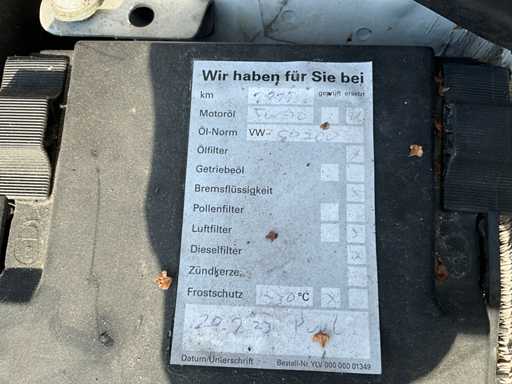 Wir haben für Sie bei
km geprüft ersetzt
Motoröl
Öl-Norm VW-
Ölfilter x
Getriebeöl
Bremsflüssigkeit x
Pollenfilter
Luftfilter x
Dieselfilter x
Zündkerze
Frostschutz -30°C x
Datum/Unterschrift Bestell-Nr. YLV 000 000 01349